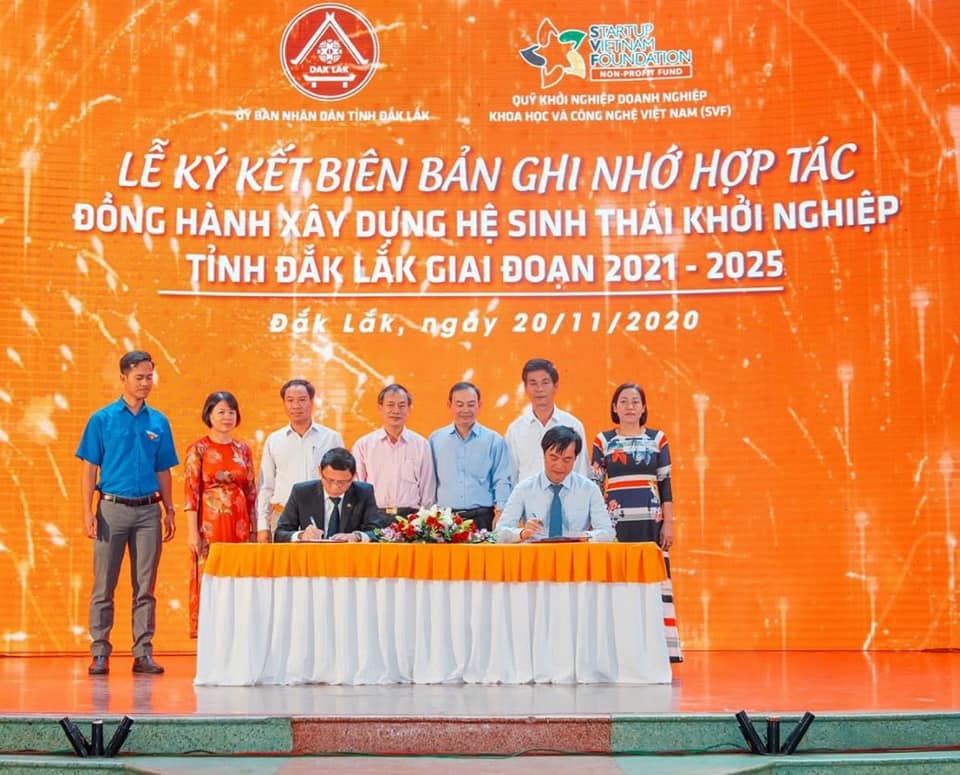 ĐAK LĂK
ỦY BAN NHÂN DÂN TỈNH ĐẮK LẮK
STARTUP
VIETNAM
FOUNDATION
NON-PROFIT FUND
QUỸ KHỞI NGHIỆP DOANH NGHIỆP
KHOA HỌC VÀ CÔNG NGHỆ VIỆT NAM (SVF)
LỄ KÝ KẾT BIÊN BẢN GHI NHỚ HỢP TÁC
ĐỒNG HÀNH XÂY DỰNG HỆ SINH THÁI KHỞI NGHIỆP
TỈNH ĐẮK LẮK GIAI ĐOẠN 2021 - 2025
Đắk Lắk, ngày 20/11/2020